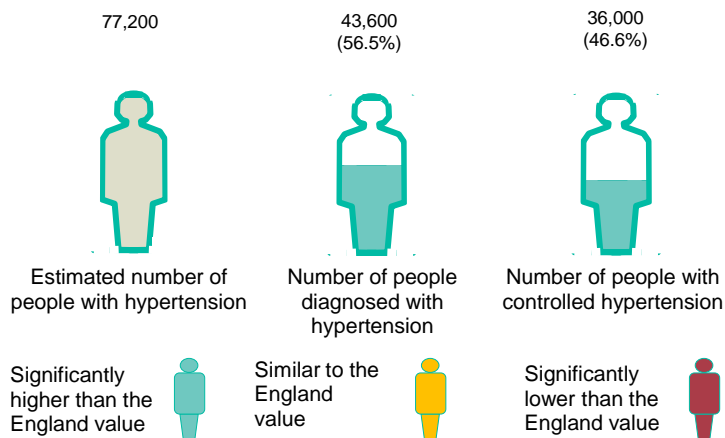 77,200
43,600
(56.5%)
36,000
(46.6%)
Estimated number of
people with hypertension
Number of people
diagnosed with
hypertension
Number of people with
controlled hypertension
Significantly
higher than the
England value
Similar to the
England
value
Significantly
lower than the
England value